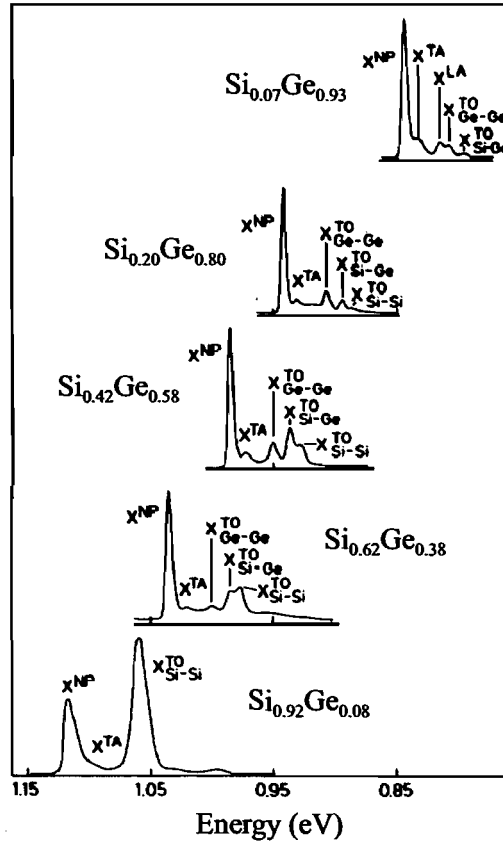 X^NP
X^TA
X^LA
X^TO Ge-Ge
X^TO Si-Ge
Si0.07Ge0.93
X^NP
X^TO Ge-Ge
X^TA
X^TO Si-Ge
X^TO Si-Si
Si0.20Ge0.80
X^NP
X^TO Ge-Ge
X^TO Si-Ge
X^TA
X^TO Si-Si
Si0.42Ge0.58
X^NP
X^TO Ge-Ge
X^TO Si-Ge
X^TA
X^TO Si-Si
Si0.62Ge0.38
X^NP
X^TO Si-Si
X^TA
Si0.92Ge0.08
1.15 1.05 0.95 0.85
Energy (eV)